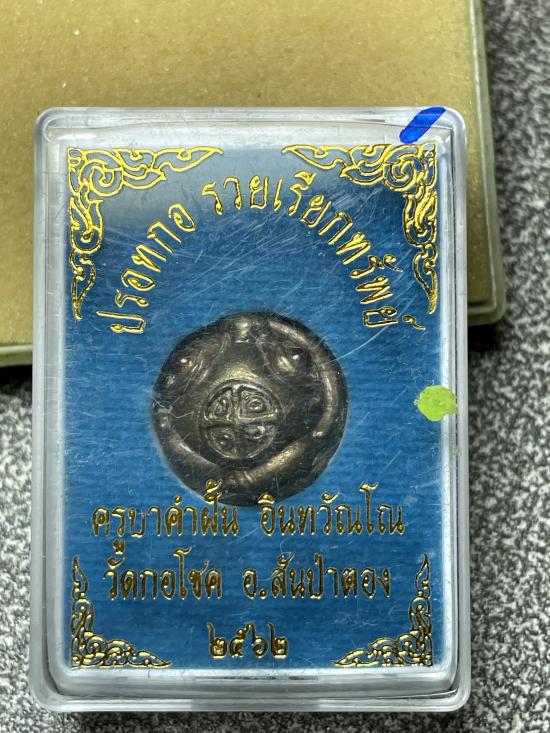 ปรอทกอ รวยเรียกทรัพย์
ครูบาคำฝั้น อินทวัณโณ
วัดกอโชค อ.สันป่าตอง
๒๕๖๒